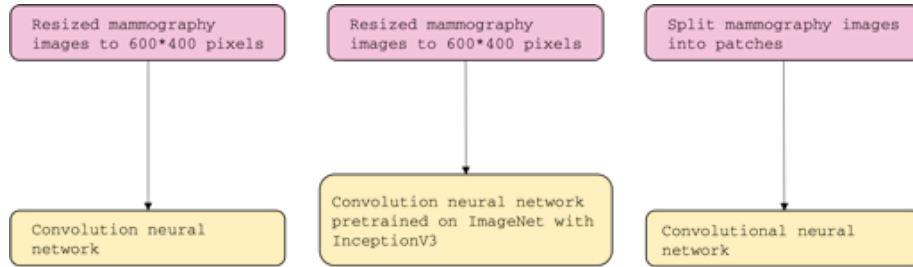 Resized mammography
images to 600*400 pixels
Resized mammography
images to 600*400 pixels
Split mammography images
into patches
Convolution neural
network
Convolution neural network
pretrained on ImageNet with
InceptionV3
Convolutional neural
network